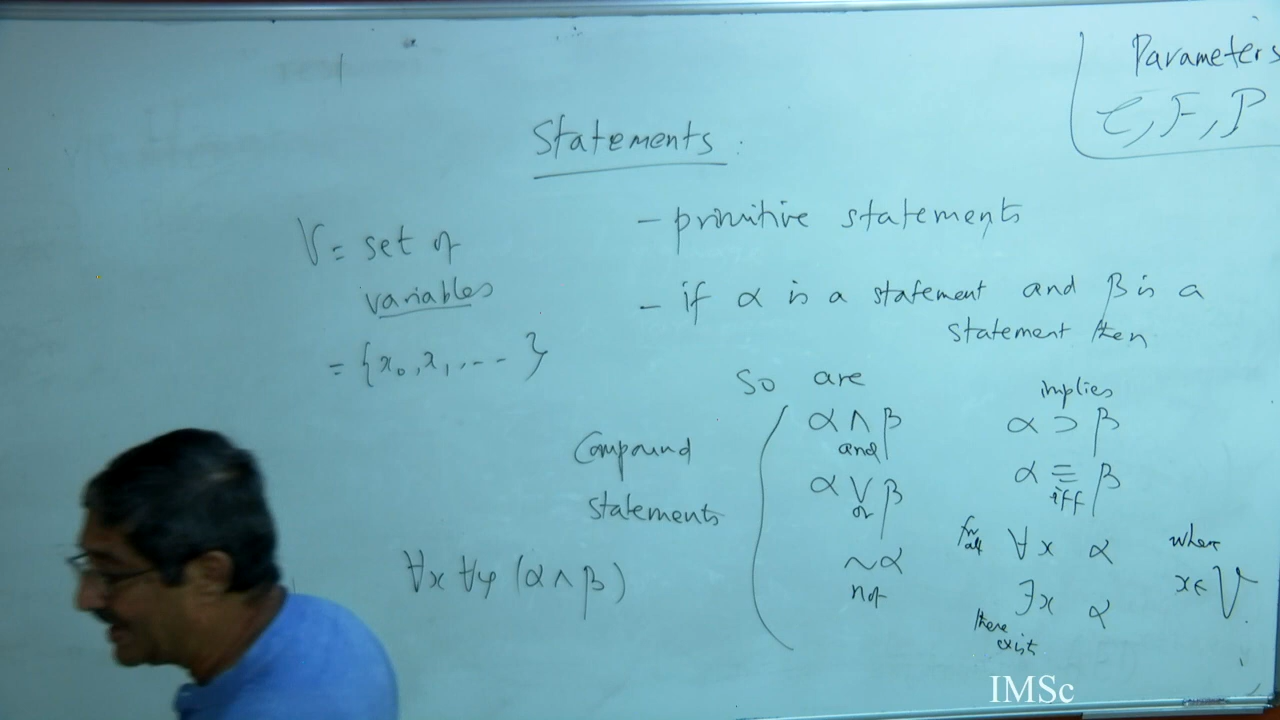 Parameters
C, F, P
Statements :
V = set of
variables
= {x₀, x₁, ... }
- primitive statements
- if α is a statement and β is a
statement then
so are
Compound
statements
α ∧ β
and
α ∨ β
or
~α
not
implies
α ⊃ β
α ≡ β
iff
for all ∀x α where
x ∈ V
∃x α
there
exist
∀x ∀y (α ∧ β)
IMSc